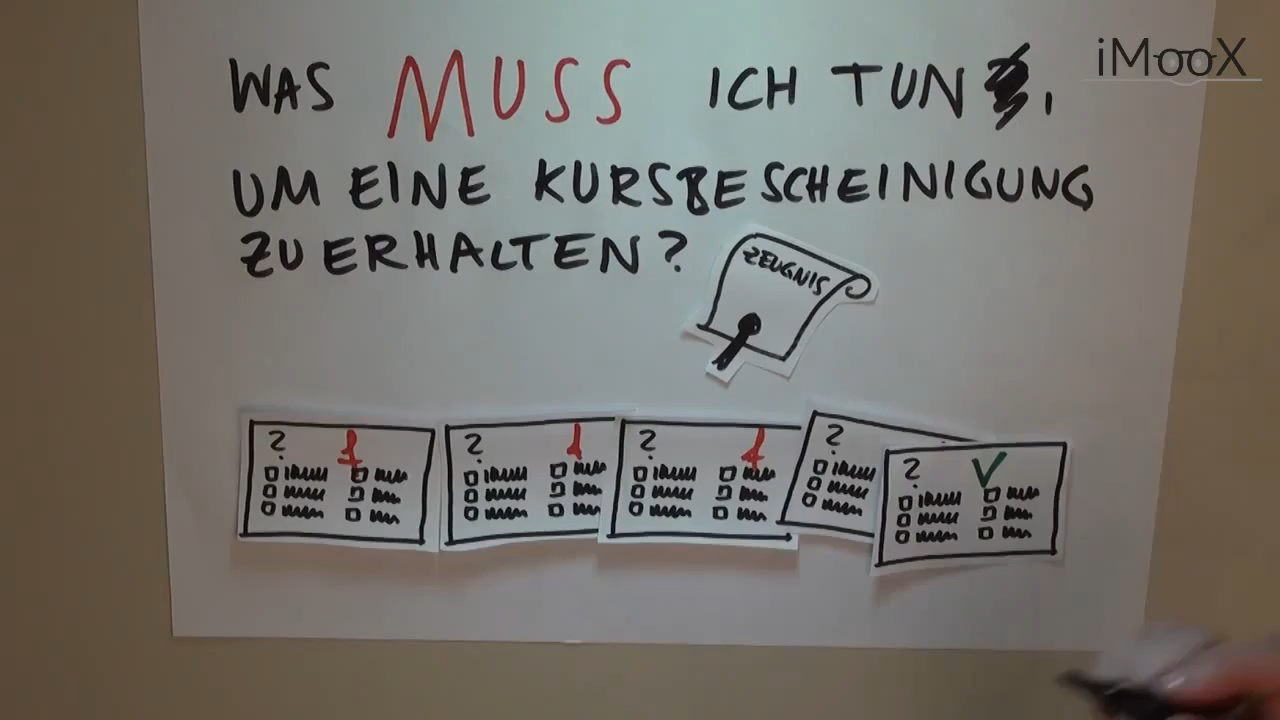 iMooX
WAS MUSS ICH TUN,
UM EINE KURSBESCHEINIGUNG
ZU ERHALTEN?
ZEUGNIS
? ? ? ? ?